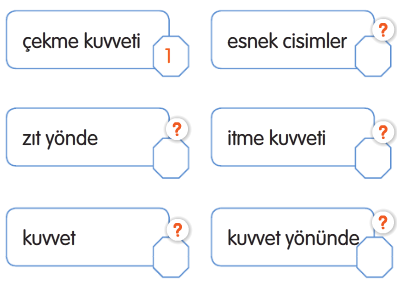 çekme kuvveti
1
esnek cisimler
?
zıt yönde
?
itme kuvveti
?
kuvvet
?
kuvvet yönünde
?